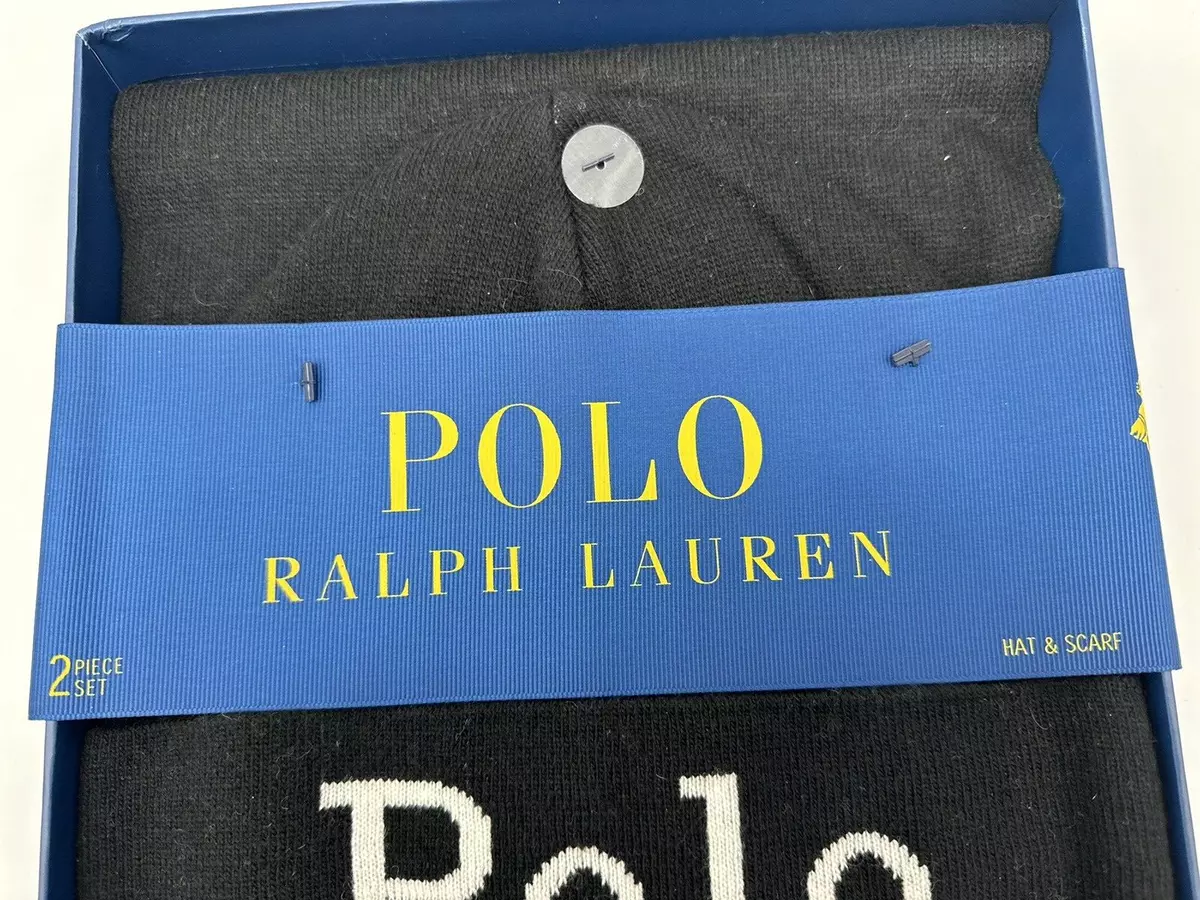 POLO
RALPH LAUREN
2 PIECE
SET
HAT & SCARF
Polo